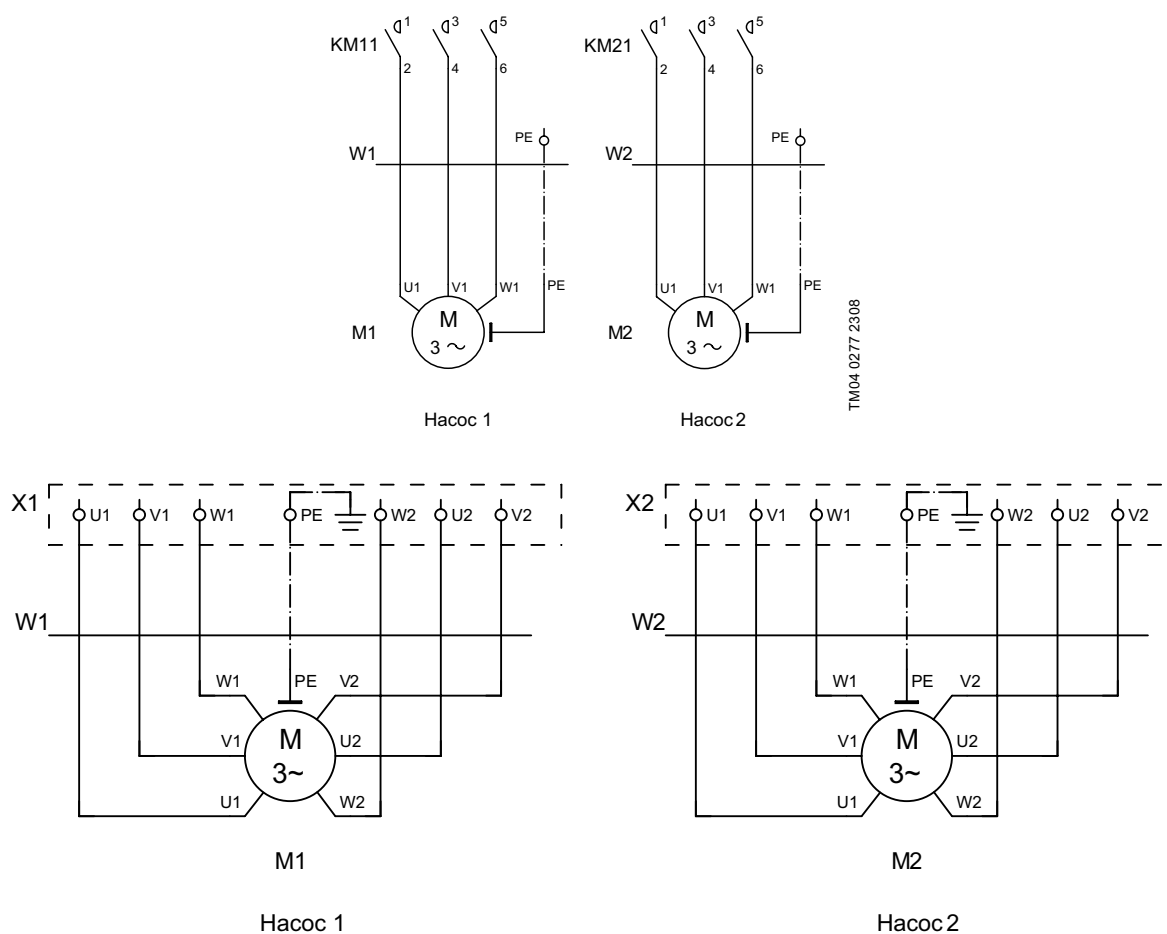 1 3 5 1 3 5
KM11 KM21
2 4 6 2 4 6
PE PE
W1 W2
U1 V1 W1 PE U1 V1 W1 PE
M1 M M2 M
3 ~ 3 ~
TM04 0277 2308
Насос 1 Насос 2
X1 U1 V1 W1 PE W2 U2 V2 X2 U1 V1 W1 PE W2 U2 V2
W1 W2
W1 PE V2 W1 PE V2
V1 M U2 V1 M U2
3~ 3~
U1 W2 U1 W2
M1 M2
Насос 1 Насос 2